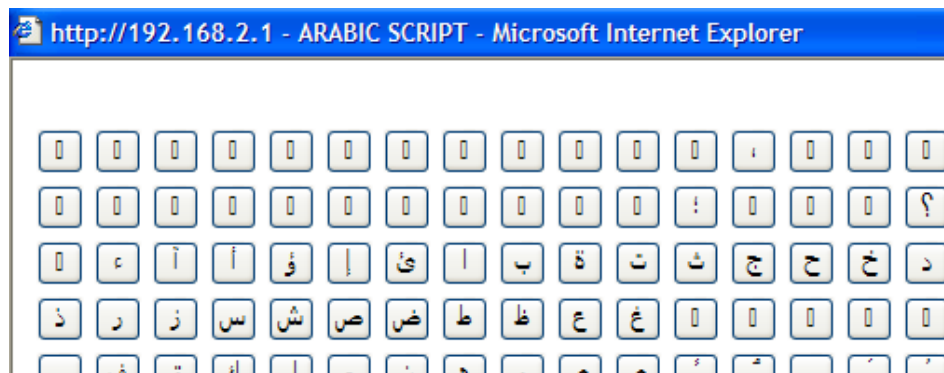 http://192.168.2.1 - ARABIC SCRIPT - Microsoft Internet Explorer
،
؛ ؟
ء آ أ ؤ إ ئ ا ب ة ت ث ج ح خ د
ذ ر ز س ش ص ض ط ظ ع غ